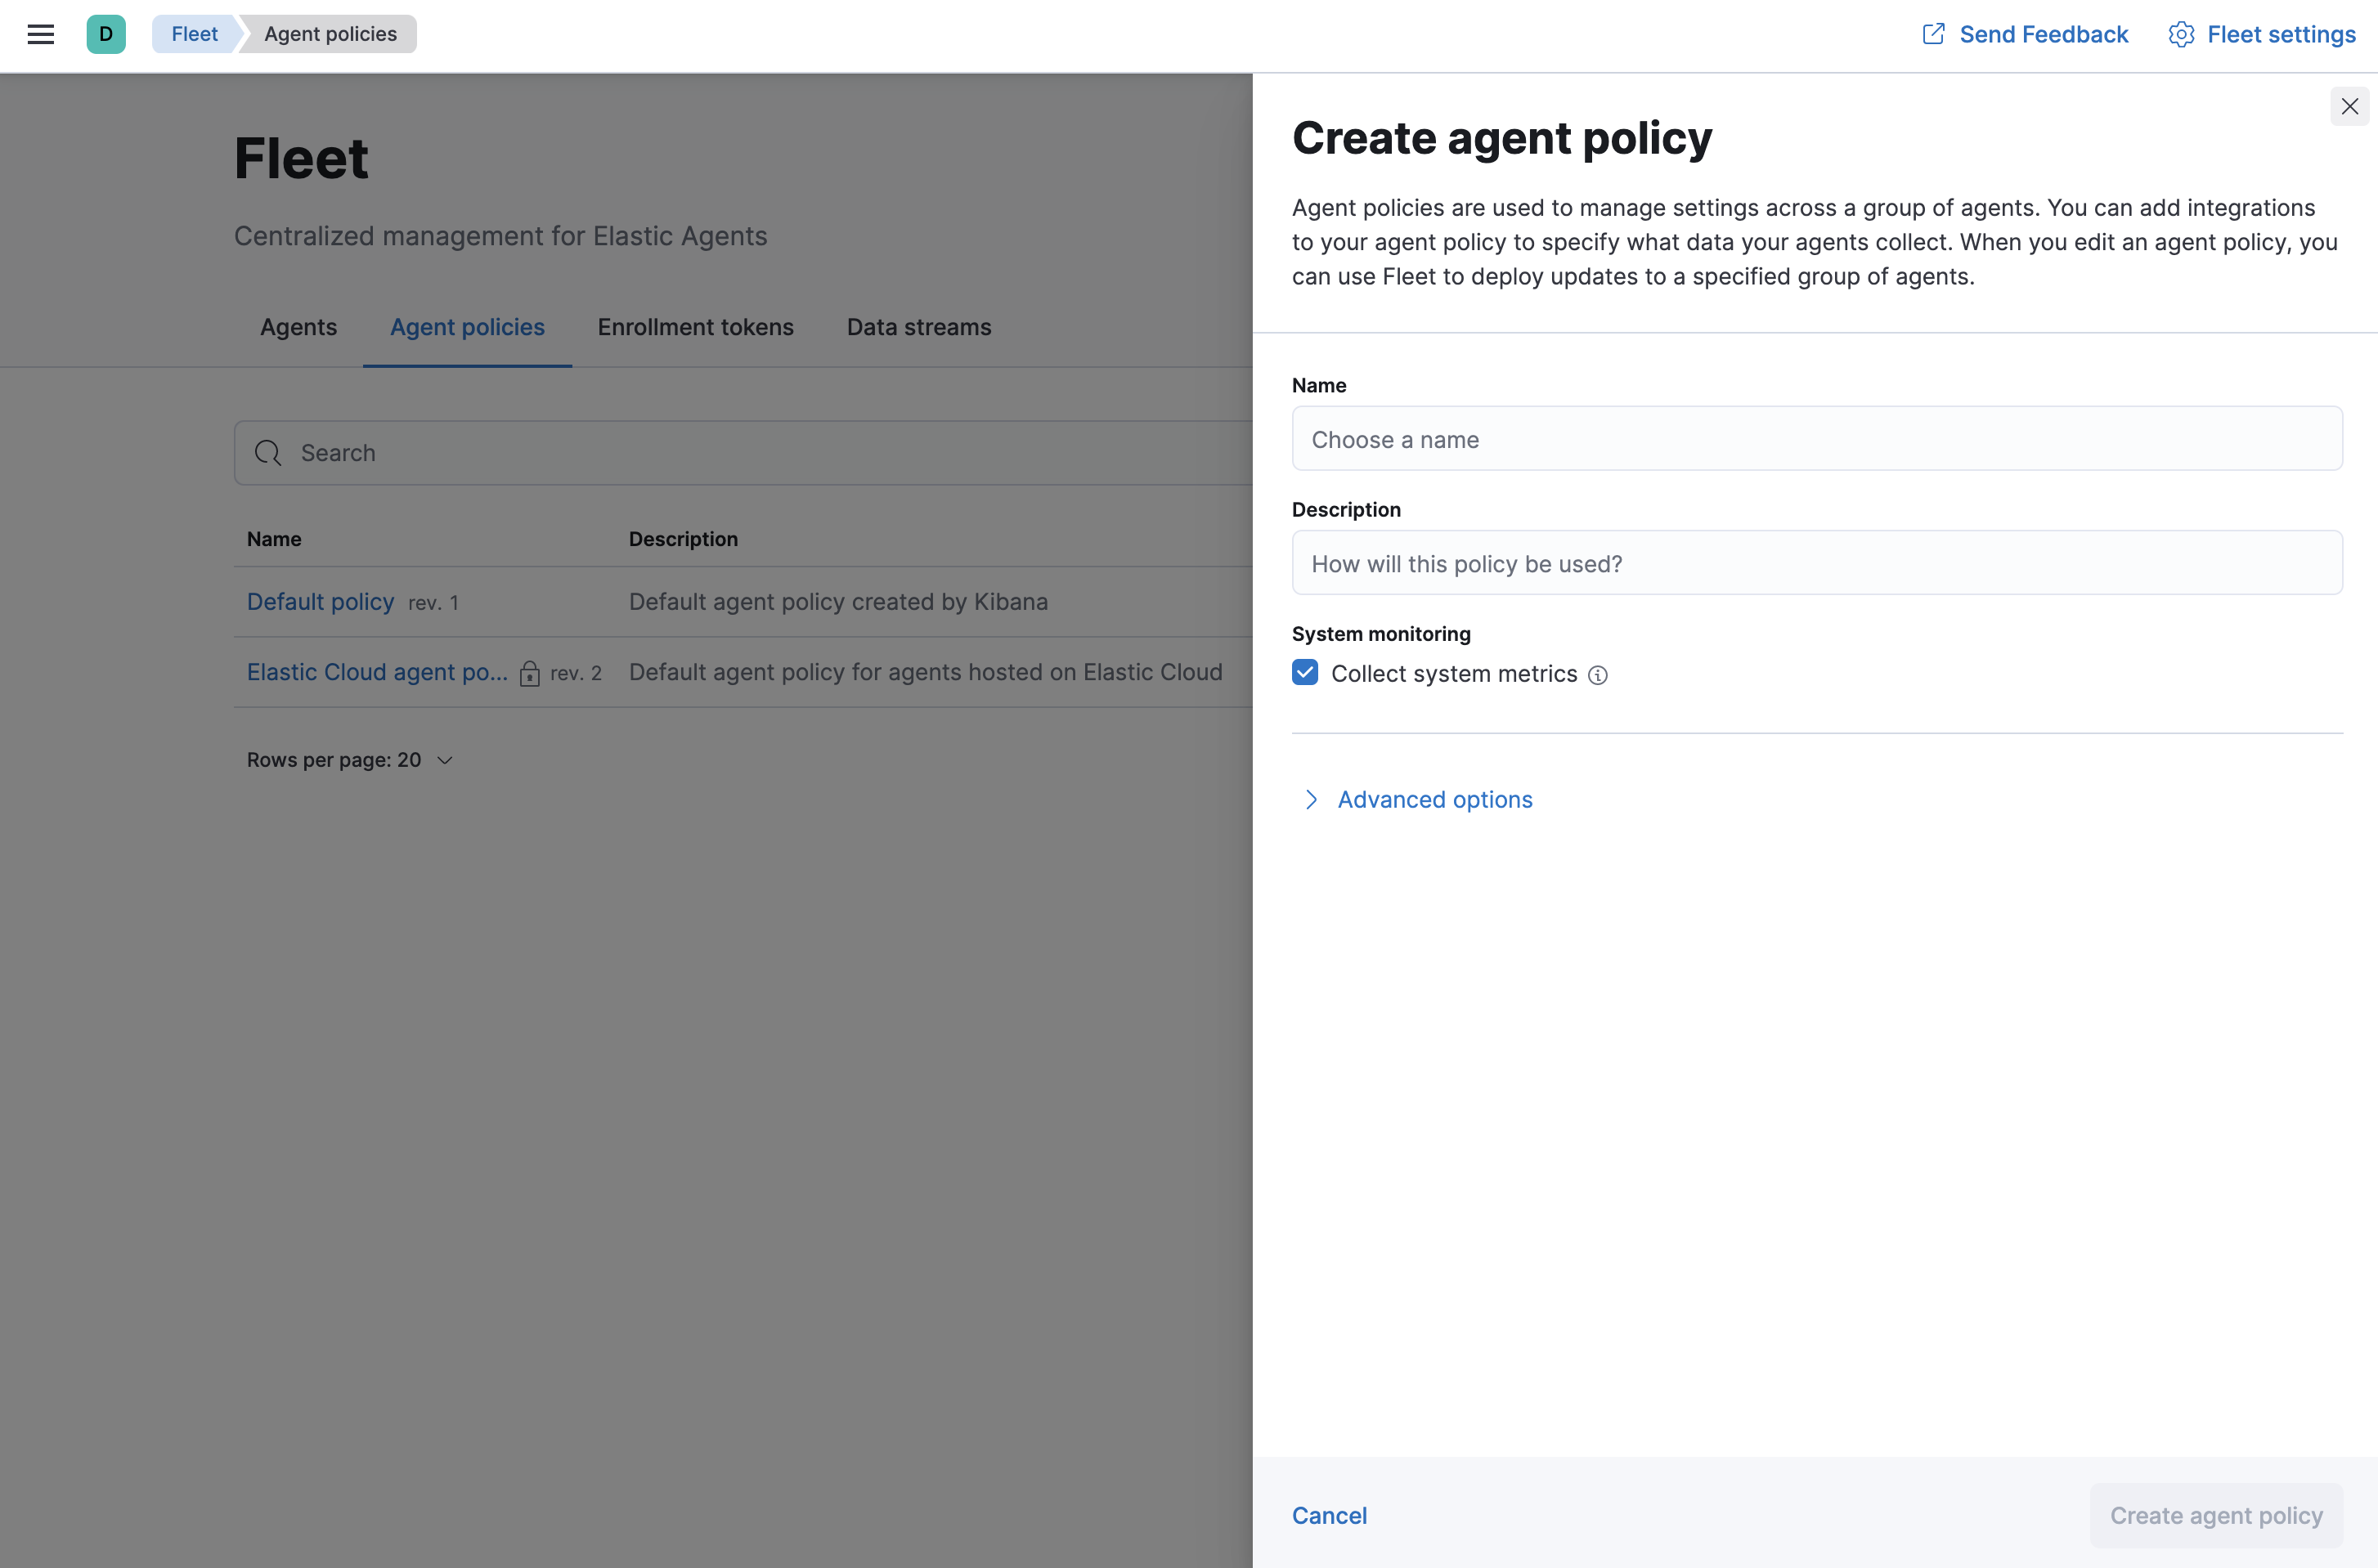 D
Fleet
Agent policies
Send Feedback
Fleet settings
Fleet
Centralized management for Elastic Agents
Agents
Agent policies
Enrollment tokens
Data streams
Search
Name
Description
Default policy rev. 1
Default agent policy created by Kibana
Elastic Cloud agent po... rev. 2
Default agent policy for agents hosted on Elastic Cloud
Rows per page: 20
Create agent policy
Agent policies are used to manage settings across a group of agents. You can add integrations
to your agent policy to specify what data your agents collect. When you edit an agent policy, you
can use Fleet to deploy updates to a specified group of agents.
Name
Choose a name
Description
How will this policy be used?
System monitoring
Collect system metrics
Advanced options
Cancel
Create agent policy